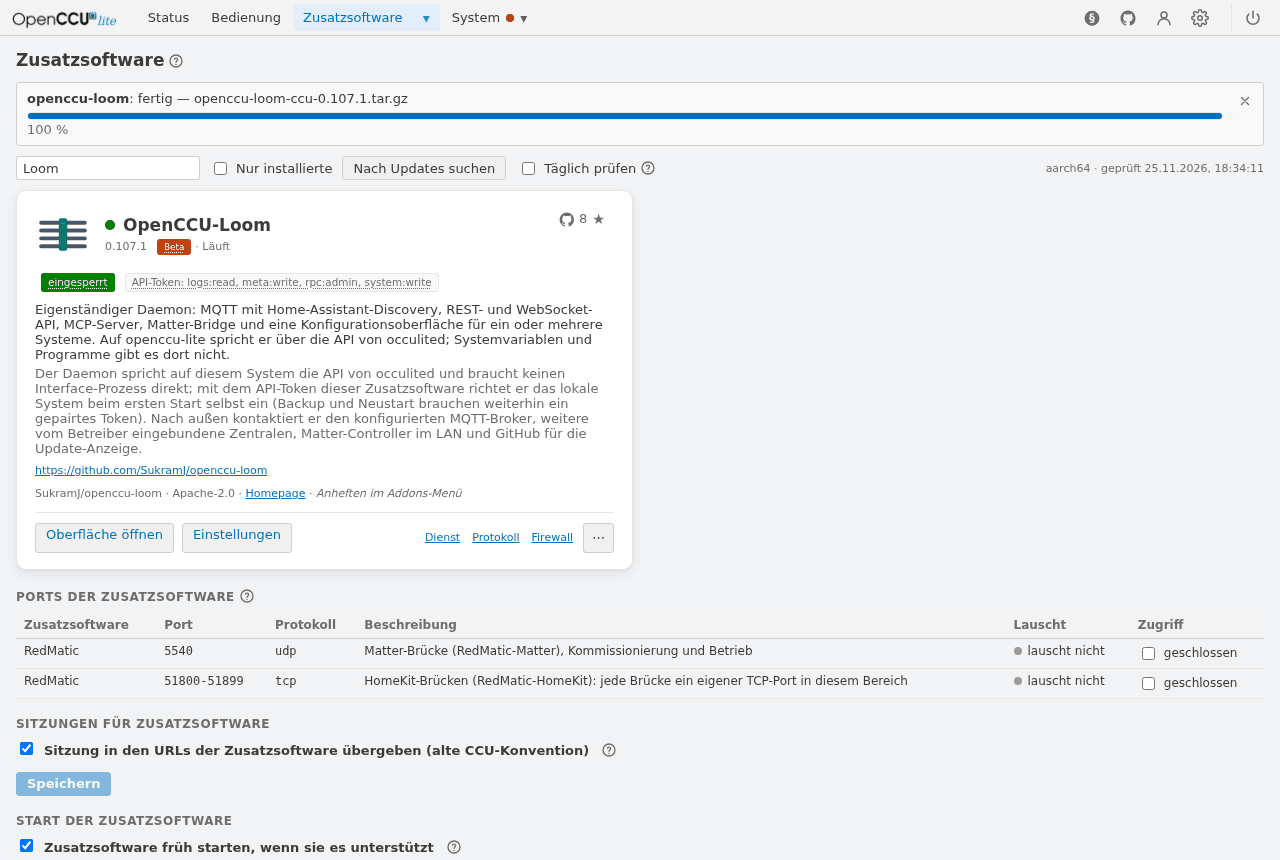 OpenCCU lite
Status
Bedienung
Zusatzsoftware ▼
System ▼
Zusatzsoftware
openccu-loom: fertig — openccu-loom-ccu-0.107.1.tar.gz
100 %
Loom
Nur installierte
Nach Updates suchen
Täglich prüfen
aarch64 · geprüft 25.11.2026, 18:34:11
OpenCCU-Loom
8 ★
0.107.1 Beta · Läuft
eingesperrt
API-Token: logs:read, meta:write, rpc:admin, system:write
Eigenständiger Daemon: MQTT mit Home-Assistant-Discovery, REST- und WebSocket-
API, MCP-Server, Matter-Bridge und eine Konfigurationsoberfläche für ein oder mehrere
Systeme. Auf openccu-lite spricht er über die API von occulited; Systemvariablen und
Programme gibt es dort nicht.
Der Daemon spricht auf diesem System die API von occulited und braucht keinen
Interface-Prozess direkt; mit dem API-Token dieser Zusatzsoftware richtet er das lokale
System beim ersten Start selbst ein (Backup und Neustart brauchen weiterhin ein
gepairtes Token). Nach außen kontaktiert er den konfigurierten MQTT-Broker, weitere
vom Betreiber eingebundene Zentralen, Matter-Controller im LAN und GitHub für die
Update-Anzeige.
https://github.com/SukramJ/openccu-loom
SukramJ/openccu-loom · Apache-2.0 · Homepage · Anheften im Addons-Menü
Oberfläche öffnen
Einstellungen
Dienst
Protokoll
Firewall
⋯
PORTS DER ZUSATZSOFTWARE
Zusatzsoftware Port Protokoll Beschreibung Lauscht Zugriff
RedMatic 5540 udp Matter-Brücke (RedMatic-Matter), Kommissionierung und Betrieb lauscht nicht geschlossen
RedMatic 51800-51899 tcp HomeKit-Brücken (RedMatic-HomeKit): jede Brücke ein eigener TCP-Port in diesem Bereich lauscht nicht geschlossen
SITZUNGEN FÜR ZUSATZSOFTWARE
Sitzung in den URLs der Zusatzsoftware übergeben (alte CCU-Konvention)
Speichern
START DER ZUSATZSOFTWARE
Zusatzsoftware früh starten, wenn sie es unterstützt